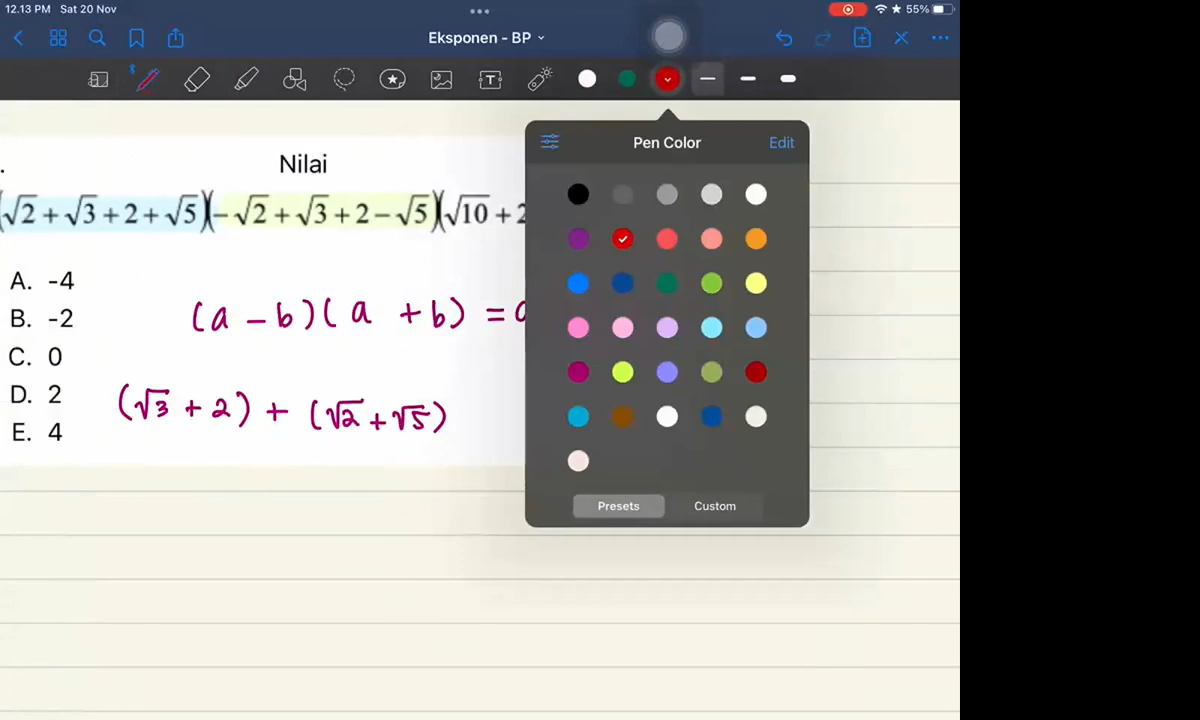 12.13 PM Sat 20 Nov 55%
Eksponen - BP
T
Pen Color Edit
. Nilai
(√2 + √3 + 2 + √5)(− √2 + √3 + 2 − √5)(√10 + 2
A. -4
B. -2
C. 0
D. 2
E. 4
(a − b)(a + b) = a
(√3 + 2) + (√2 + √5)
Presets Custom